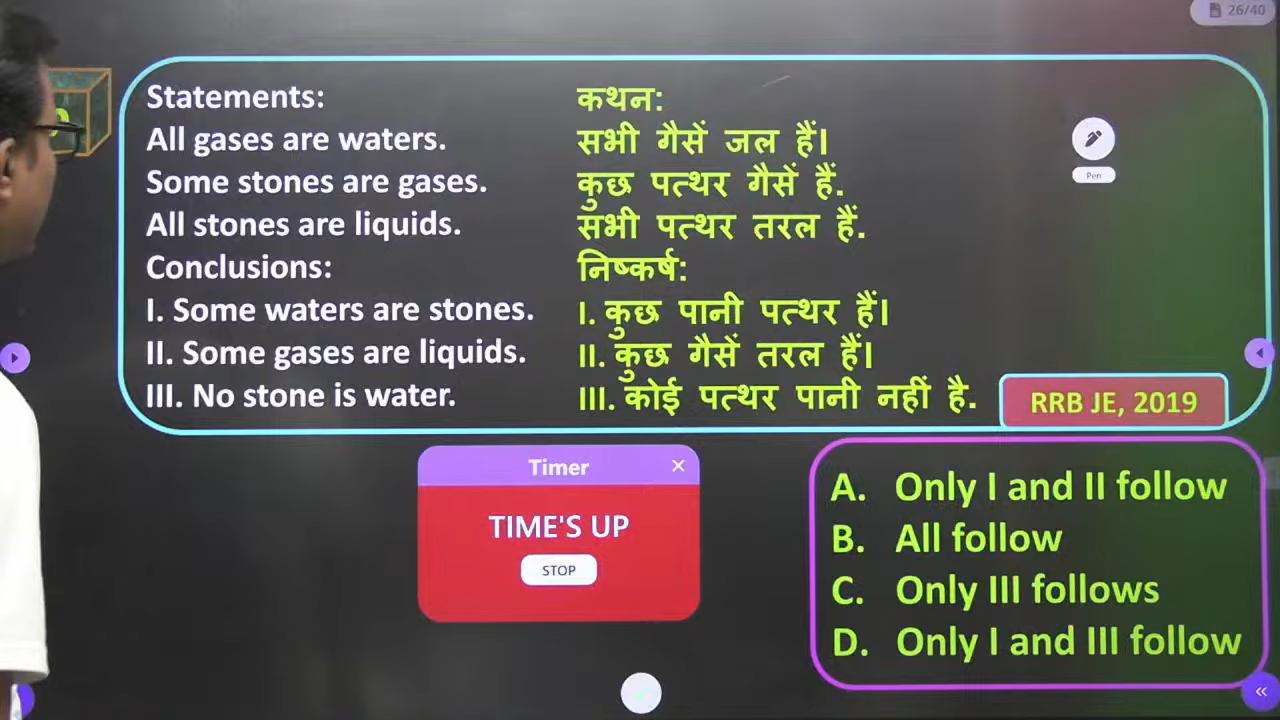 26/40
Statements:
All gases are waters.
Some stones are gases.
All stones are liquids.
Conclusions:
I. Some waters are stones.
II. Some gases are liquids.
III. No stone is water.
कथन:
सभी गैसें जल हैं।
कुछ पत्थर गैसें हैं.
सभी पत्थर तरल हैं.
निष्कर्ष:
I. कुछ पानी पत्थर हैं।
II. कुछ गैसें तरल हैं।
III. कोई पत्थर पानी नहीं है.
Pen
RRB JE, 2019
Timer
TIME'S UP
STOP
A. Only I and II follow
B. All follow
C. Only III follows
D. Only I and III follow